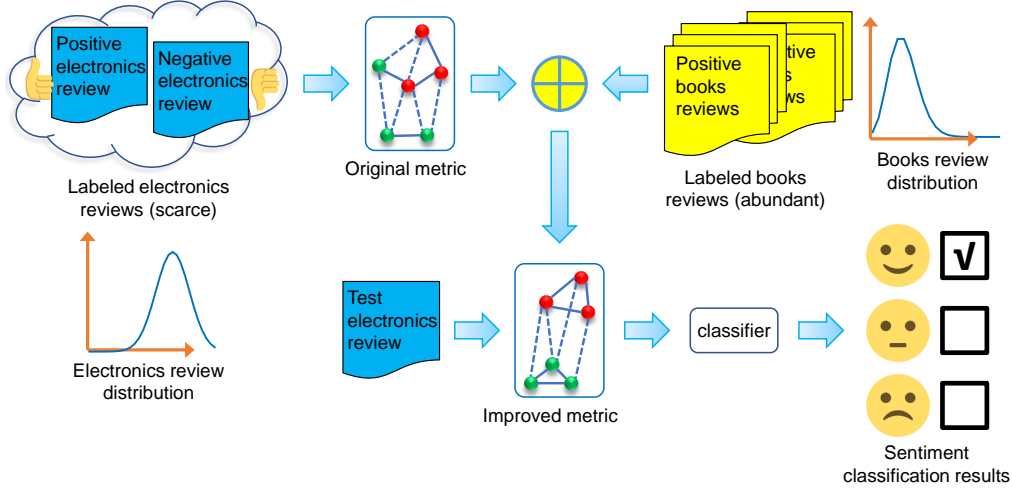 Positive
electronics
review
Negative
electronics
review
Labeled electronics
reviews (scarce)
Original metric
Positive
books
reviews
Labeled books
reviews (abundant)
Books review
distribution
Electronics review
distribution
Test
electronics
review
Improved metric
classifier
√
Sentiment
classification results